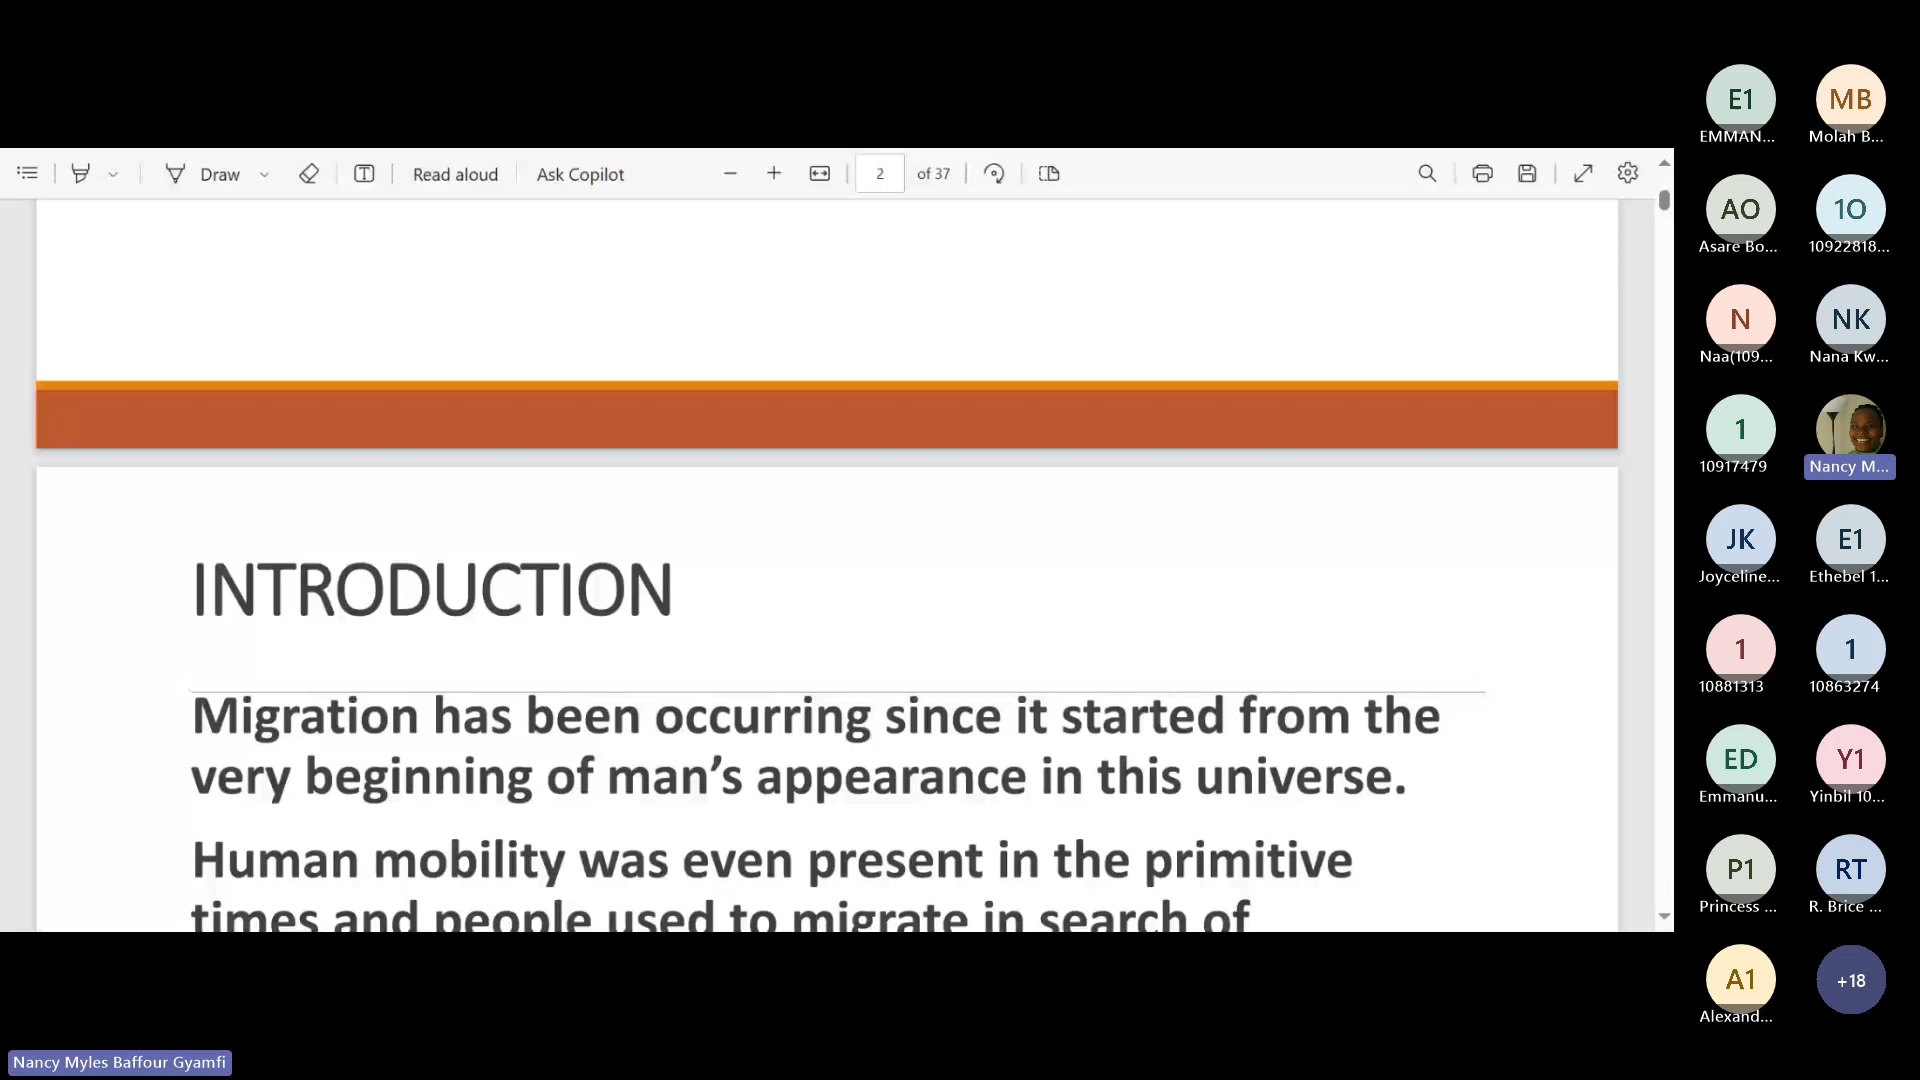 Draw
Read aloud
Ask Copilot
2 of 37
INTRODUCTION
Migration has been occurring since it started from the
very beginning of man’s appearance in this universe.
Human mobility was even present in the primitive
times and people used to migrate in search of
E1
EMMAN...
MB
Molah B...
AO
Asare Bo...
1O
10922818...
N
Naa(109...
NK
Nana Kw...
1
10917479
Nancy M...
JK
Joyceline...
E1
Ethebel 1...
1
10881313
1
10863274
ED
Emmanu...
Y1
Yinbil 10...
P1
Princess ...
RT
R. Brice ...
A1
Alexand...
+18
Nancy Myles Baffour Gyamfi